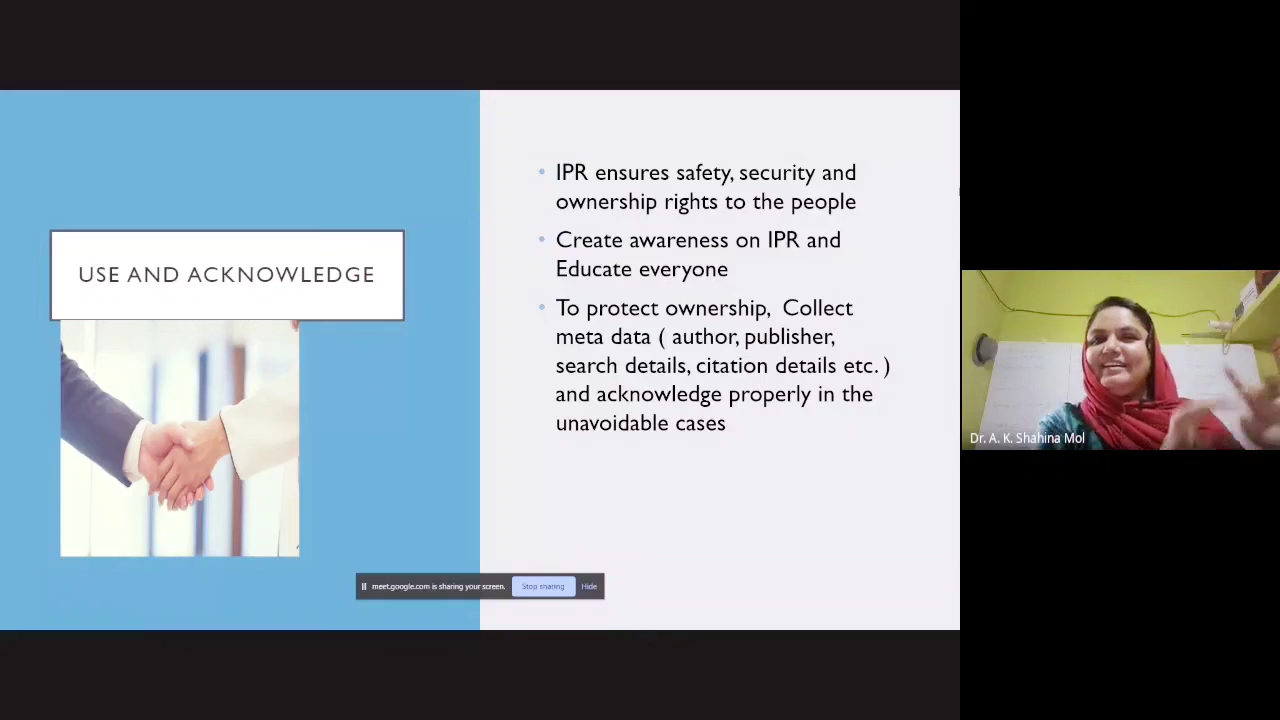 USE AND ACKNOWLEDGE
• IPR ensures safety, security and
ownership rights to the people
• Create awareness on IPR and
Educate everyone
• To protect ownership, Collect
meta data ( author, publisher,
search details, citation details etc. )
and acknowledge properly in the
unavoidable cases
meet.google.com is sharing your screen. Stop sharing Hide
Dr. A. K. Shahina Mol